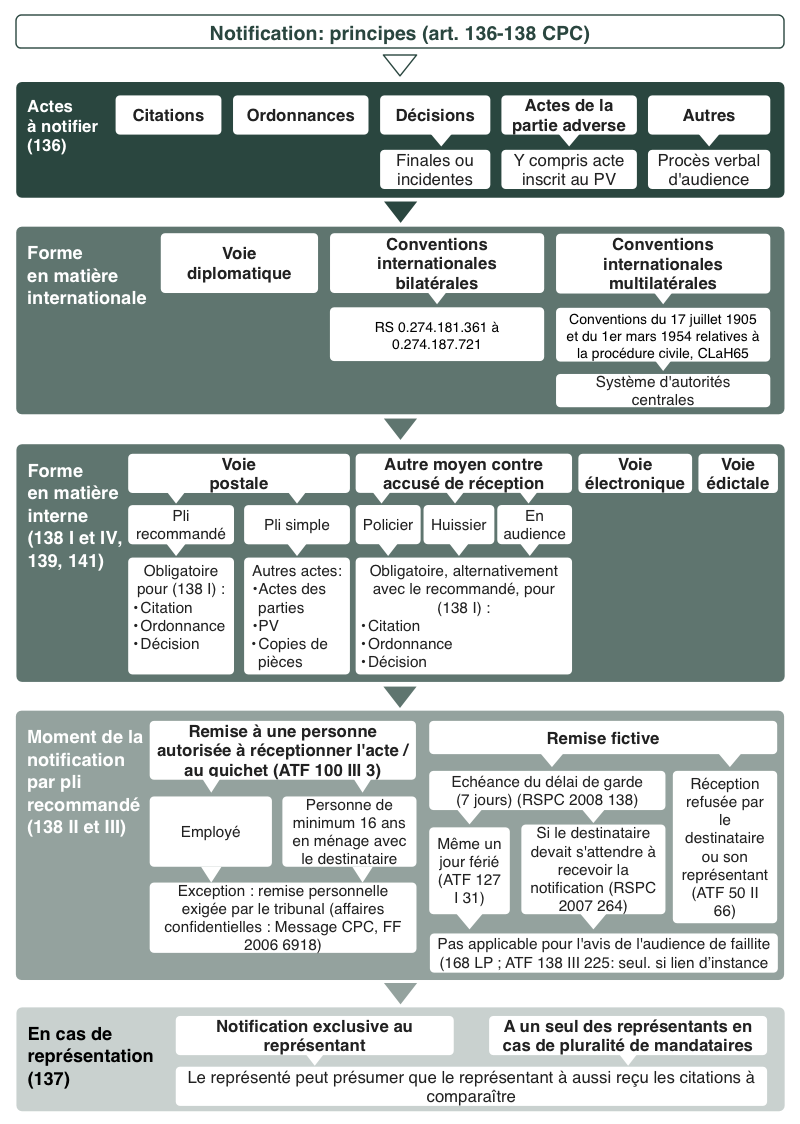 Notification: principes (art. 136-138 CPC)
Actes
à notifier
(136)
Citations
Ordonnances
Décisions
Actes de la
partie adverse
Autres
Finales ou
incidentes
Y compris acte
inscrit au PV
Procès verbal
d'audience
Forme
en matière
internationale
Voie
diplomatique
Conventions
internationales
bilatérales
Conventions
internationales
multilatérales
RS 0.274.181.361 à
0.274.187.721
Conventions du 17 juillet 1905
et du 1er mars 1954 relatives à
la procédure civile, CLaH65
Système d'autorités
centrales
Forme
en matière
interne
(138 I et IV,
139, 141)
Voie
postale
Autre moyen contre
accusé de réception
Voie
électronique
Voie
édictale
Pli
recommandé
Pli simple
Policier
Huissier
En
audience
Obligatoire
pour (138 I) :
•Citation
•Ordonnance
•Décision
Autres actes:
•Actes des
parties
•PV
•Copies de
pièces
Obligatoire, alternativement
avec le recommandé, pour
(138 I) :
•Citation
•Ordonnance
•Décision
Moment de la
notification
par pli
recommandé
(138 II et III)
Remise à une personne
autorisée à réceptionner l'acte /
au guichet (ATF 100 III 3)
Remise fictive
Employé
Personne de
minimum 16 ans
en ménage avec
le destinataire
Exception : remise personnelle
exigée par le tribunal (affaires
confidentielles : Message CPC, FF
2006 6918)
Echéance du délai de garde
(7 jours) (RSPC 2008 138)
Même un
jour férié
(ATF 127
I 31)
Si le destinataire
devait s'attendre à
recevoir la
notification (RSPC
2007 264)
Réception
refusée par
le
destinataire
ou son
représentant
(ATF 50 II
66)
Pas applicable pour l'avis de l'audience de faillite
(168 LP ; ATF 138 III 225: seul. si lien d'instance
En cas de
représentation
(137)
Notification exclusive au
représentant
A un seul des représentants en
cas de pluralité de mandataires
Le représenté peut présumer que le représentant à aussi reçu les citations à
comparaître